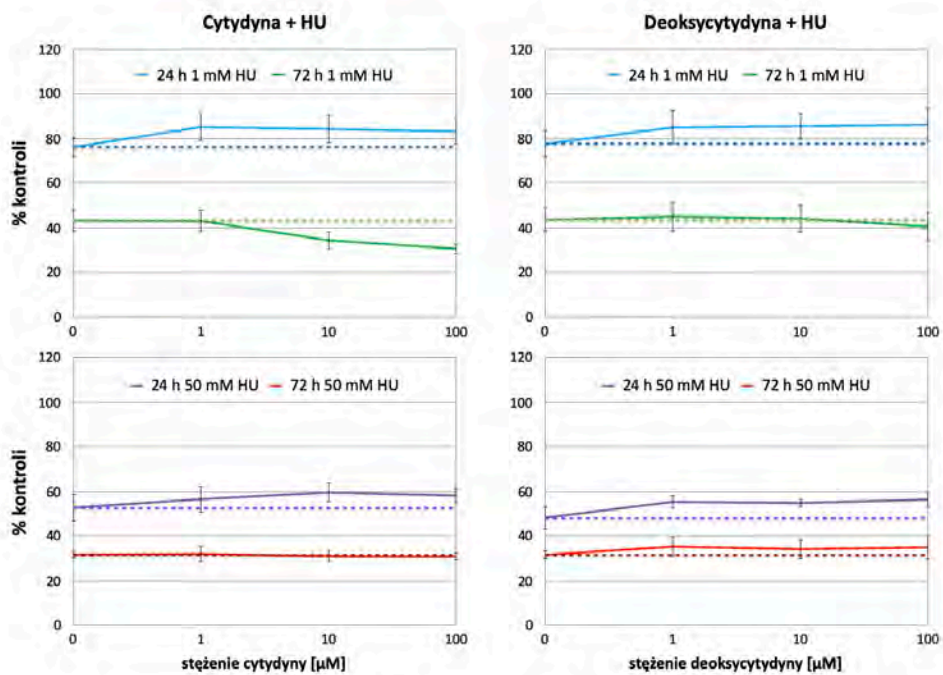 Cytydyna + HU
Deoksycytydyna + HU
120
24 h 1 mM HU 72 h 1 mM HU
100
80
60
40
20
0
0 1 10 100
% kontroli
120
24 h 1 mM HU 72 h 1 mM HU
100
80
60
40
20
0
0 1 10 100
120
24 h 50 mM HU 72 h 50 mM HU
100
80
60
40
20
0
0 1 10 100
% kontroli
stężenie cytydyny [µM]
120
24 h 50 mM HU 72 h 50 mM HU
100
80
60
40
20
0
0 1 10 100
stężenie deoksycytydyny [µM]